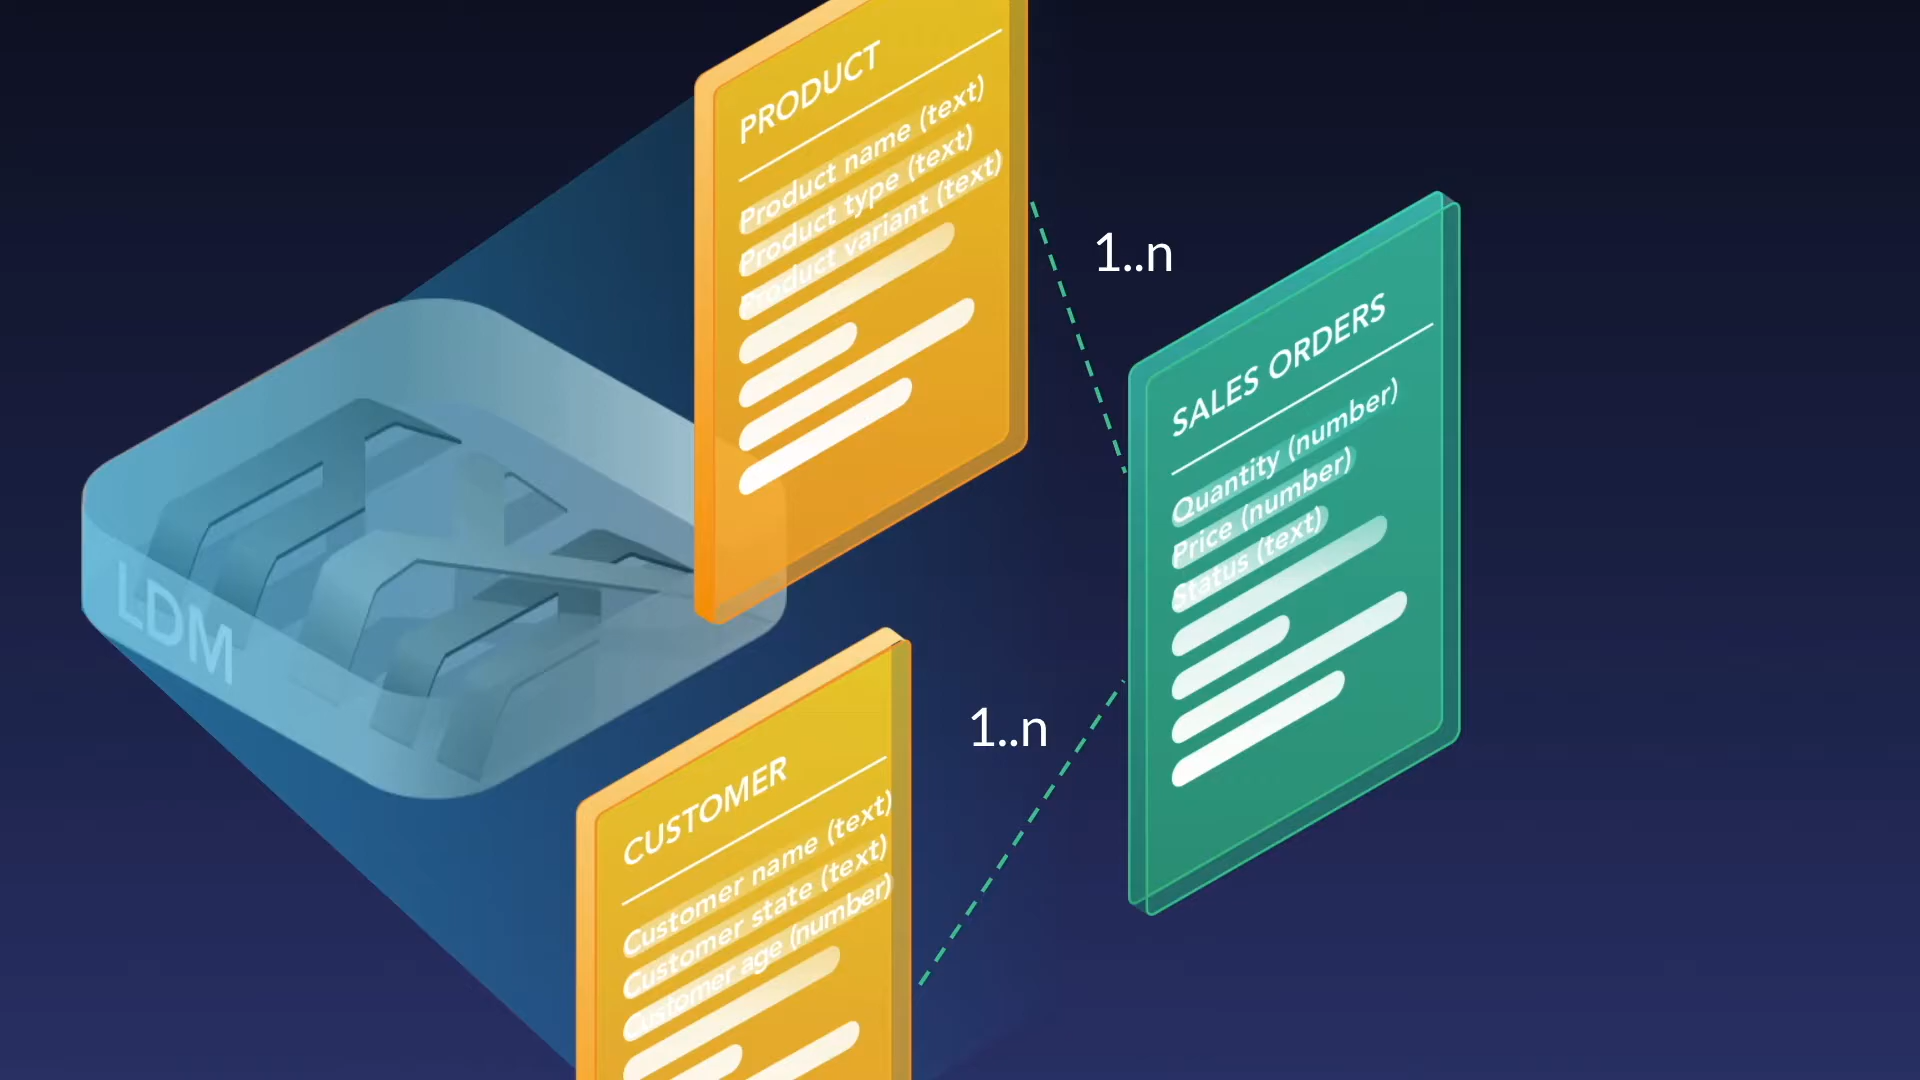 PRODUCT
Product name (text)
Product type (text)
Product variant (text)
1..n
SALES ORDERS
Quantity (number)
Price (number)
Status (text)
LDM
1..n
CUSTOMER
Customer name (text)
Customer state (text)
Customer age (number)